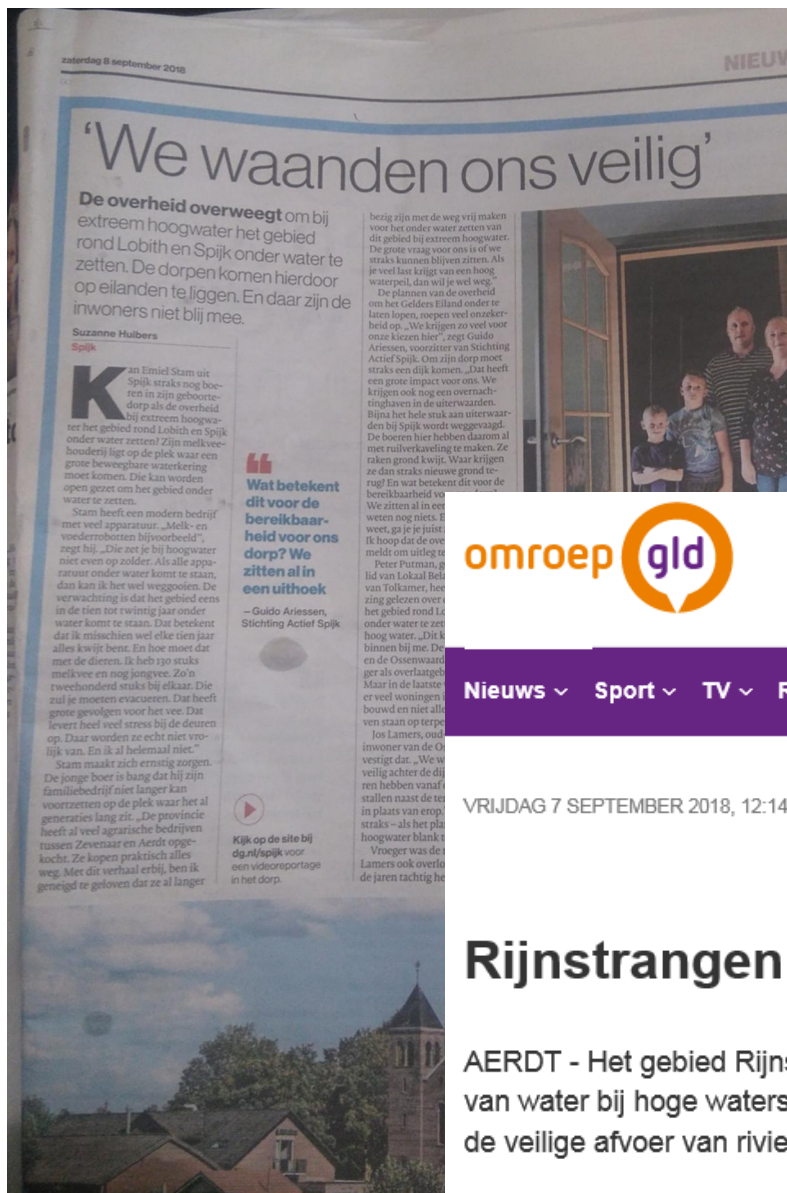 zaterdag 8 september 2018
NIEUW
'We waanden ons veilig'
De overheid overweegt om bij
extreem hoogwater het gebied
rond Lobith en Spijk onder water te
zetten. De dorpen komen hierdoor
op eilanden te liggen. En daar zijn de
inwoners niet blij mee.
Suzanne Huibers
Spijk
Kan Emiel Stam uit
Spijk straks nog boe-
ren in zijn geboorte-
dorp als de overheid
bij extreem hoogwa-
ter het gebied rond Lobith en Spijk
onder water zetten? Zijn melkvee-
houderij ligt op de plek waar een
grote beweegbare waterkering
moet komen. Die kan worden
open gezet om het gebied onder
water te zetten.
Stam heeft een modern bedrijf
met veel apparatuur. „Melk- en
voederrobotten bijvoorbeeld",
zegt hij. „Die zet je bij hoogwater
niet even op zolder. Als alle appa-
ratuur onder water komt te staan,
dan kan ik het wel weggooien. De
verwachting is dat het gebied eens
in de tien tot twintig jaar onder
water komt te staan. Dat betekent
dat ik misschien wel elke tien jaar
alles kwijt bent. En hoe moet dat
met de dieren. Ik heb 130 stuks
melkvee en nog jongvee. Zo'n
tweehonderd stuks bij elkaar. Die
zul je moeten evacueren. Dat heeft
grote gevolgen voor het vee. Dat
levert heel veel stress bij de deuren
op. Daar worden ze echt niet vro-
lijk van. En ik al helemaal niet."
Stam maakt zich ernstig zorgen.
De jonge boer is bang dat hij zijn
familiebedrijf niet langer kan
voortzetten op de plek waar het al
generaties lang zit. „De provincie
heeft al veel agrarische bedrijven
tussen Zevenaar en Aerdt opge-
kocht. Ze kopen praktisch alles
weg. Met dit verhaal erbij, ben ik
geneigd te geloven dat ze al langer
Wat betekent
dit voor de
bereikbaar-
heid voor ons
dorp? We
zitten al in
een uithoek
– Guido Ariessen,
Stichting Actief Spijk
Kijk op de site bij
dg.nl/spijk voor
een videoreportage
in het dorp.
bezig zijn met de weg vrij maken
voor het onder water zetten van
dit gebied bij extreem hoogwater.
De grote vraag voor ons is of we
straks kunnen blijven zitten. Als
je veel last krijgt van een hoog
waterpeil, dan wil je wel weg."
De plannen van de overheid
om het Gelders Eiland onder te
laten lopen, roepen veel onzeker-
heid op. „We krijgen zo veel voor
onze kiezen hier", zegt Guido
Ariessen, voorzitter van Stichting
Actief Spijk. Om zijn dorp moet
straks een dijk komen. „Dat heeft
een grote impact voor ons. We
krijgen ook nog een overnach-
tinghaven in de uiterwaarden.
Bijna het hele stuk aan uiterwaar-
den bij Spijk wordt weggevaagd.
De boeren hier hebben daarom al
met ruilverkaveling te maken. Ze
raken grond kwijt. Waar krijgen
ze dan straks nieuwe grond te-
rug? En wat betekent dit voor de
bereikbaarheid vo
We zitten al in een
weten nog niets. E
weet, ga je je juist
Ik hoop dat de ove
meldt om uitleg te
Peter Putman, g
lid van Lokaal Bela
van Tolkamer, hee
zing gelezen over
het gebied rond Lo
onder water te zet
hoog water. „Dit k
binnen bij me. De
en de Ossenwaard
ger als overlaatgeb
Maar in de laatste
er veel woningen
bouwd en niet alle
ven staan op terpe
Jos Lamers, oud
inwoner van de O
vestigt dat. „We w
veilig achter de dij
ren hebben vanaf
stallen naast de te
in plaats van erop.
straks – als het pla
hoogwater blank
Vroeger was de
Lamers ook overlo
de jaren tachtig he
omroep gld
Nieuws Sport TV R
VRIJDAG 7 SEPTEMBER 2018, 12:14
Rijnstrangen
AERDT - Het gebied Rijns
van water bij hoge waters
de veilige afvoer van rivie